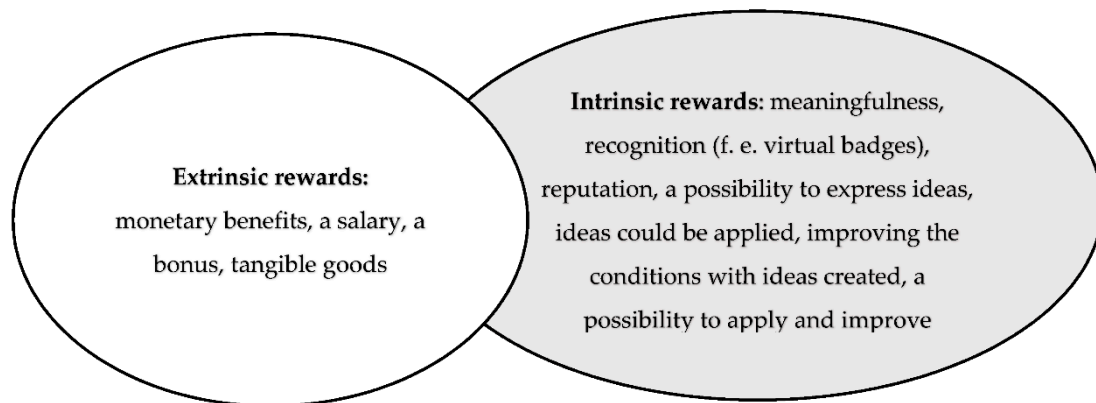 Extrinsic rewards:
monetary benefits, a salary, a
bonus, tangible goods
Intrinsic rewards: meaningfulness,
recognition (f. e. virtual badges),
reputation, a possibility to express ideas,
ideas could be applied, improving the
conditions with ideas created, a
possibility to apply and improve